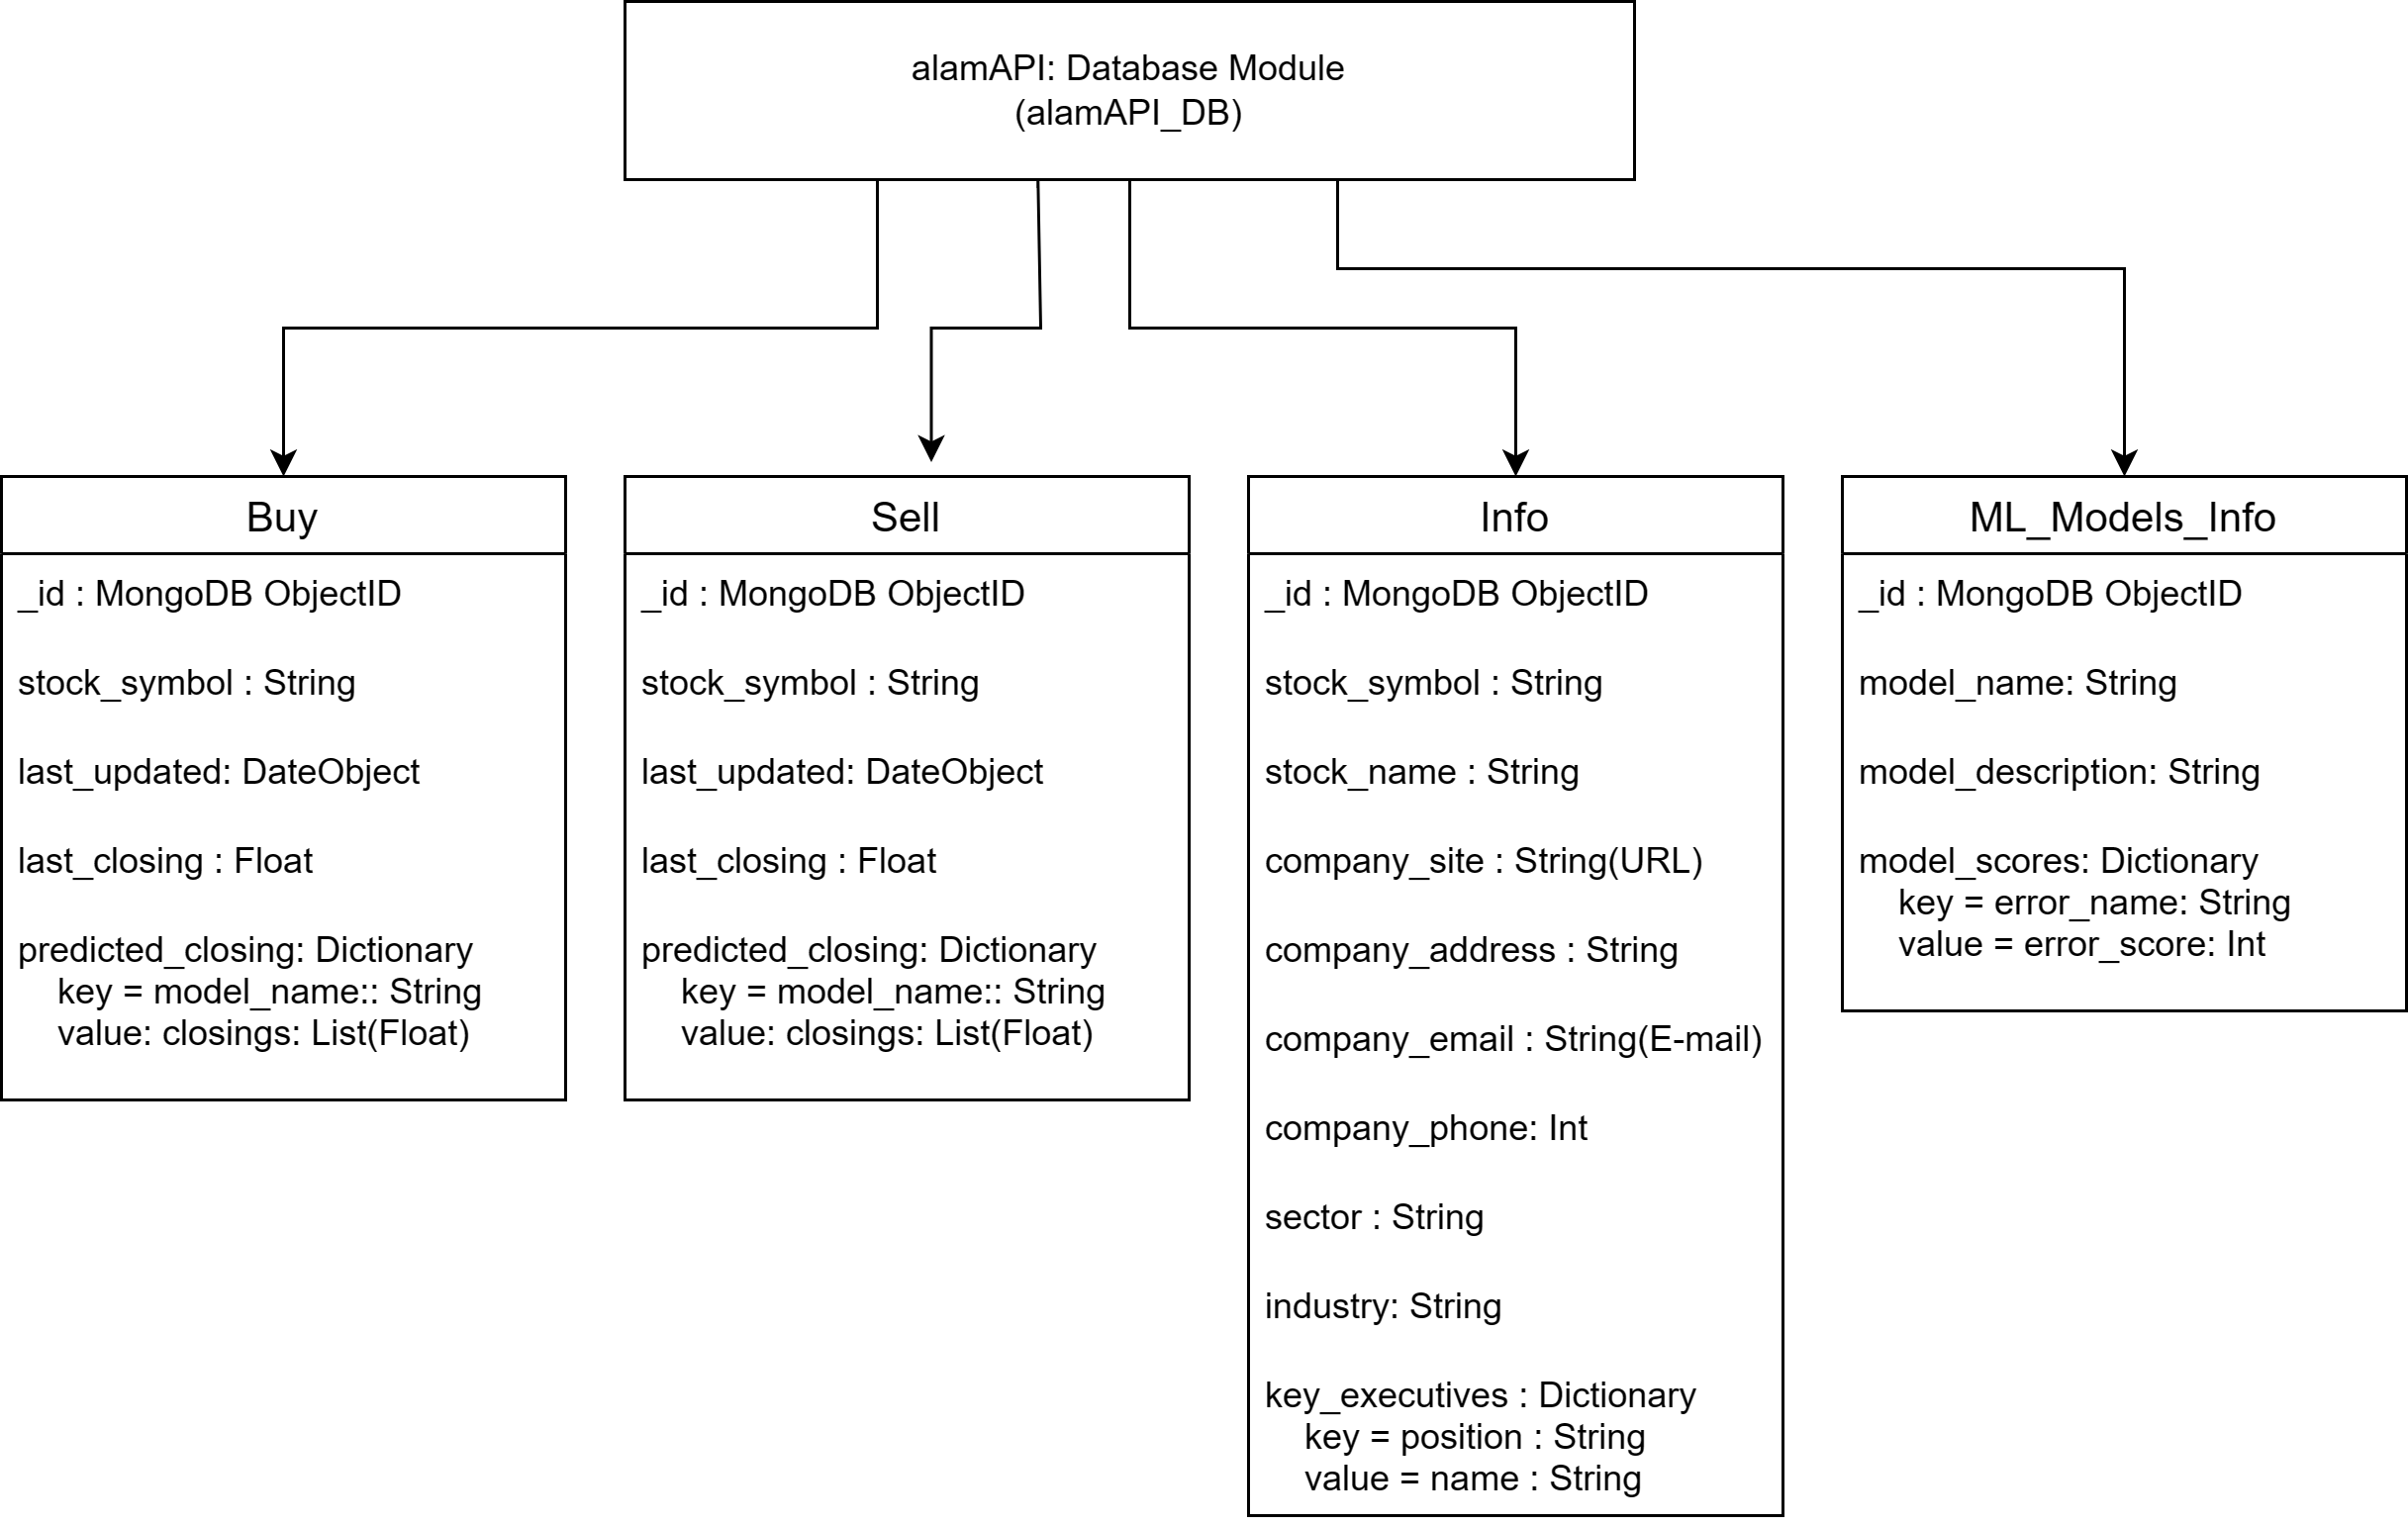 alamAPI: Database Module
(alamAPI_DB)
Buy
_id : MongoDB ObjectID
stock_symbol : String
last_updated: DateObject
last_closing : Float
predicted_closing: Dictionary
key = model_name:: String
value: closings: List(Float)
Sell
_id : MongoDB ObjectID
stock_symbol : String
last_updated: DateObject
last_closing : Float
predicted_closing: Dictionary
key = model_name:: String
value: closings: List(Float)
Info
_id : MongoDB ObjectID
stock_symbol : String
stock_name : String
company_site : String(URL)
company_address : String
company_email : String(E-mail)
company_phone: Int
sector : String
industry: String
key_executives : Dictionary
key = position : String
value = name : String
ML_Models_Info
_id : MongoDB ObjectID
model_name: String
model_description: String
model_scores: Dictionary
key = error_name: String
value = error_score: Int